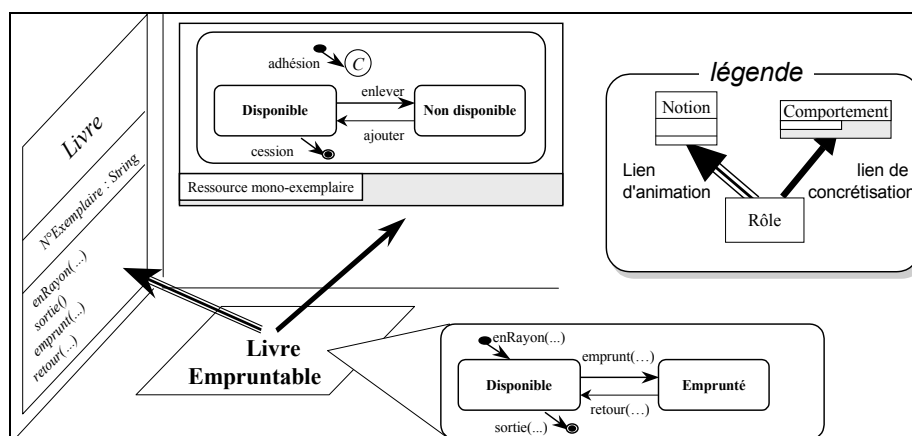 Livre
N°Exemplaire : String
enRayon(...)
sortie()
emprunt(...)
retour(...)
adhésion
C
enlever
Disponible
Non disponible
ajouter
cession
Ressource mono-exemplaire
légende
Notion
Comportement
Lien
d'animation
lien de
concrétisation
Rôle
Livre
Empruntable
enRayon(...)
emprunt(…)
Disponible
Emprunté
retour(…)
sortie(...)